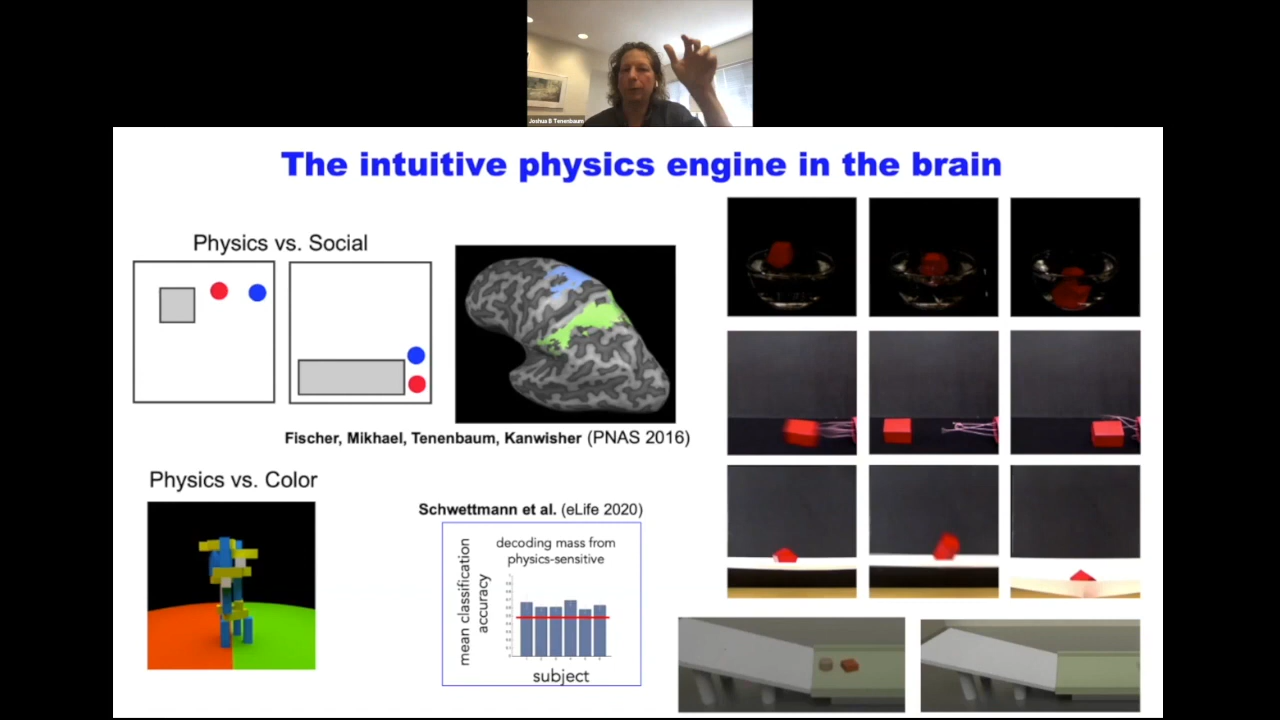 Joshua B Tenenbaum
The intuitive physics engine in the brain
Physics vs. Social
Fischer, Mikhael, Tenenbaum, Kanwisher (PNAS 2016)
Physics vs. Color
Schwettmann et al. (eLife 2020)
decoding mass from
physics-sensitive
mean classification
accuracy
subject